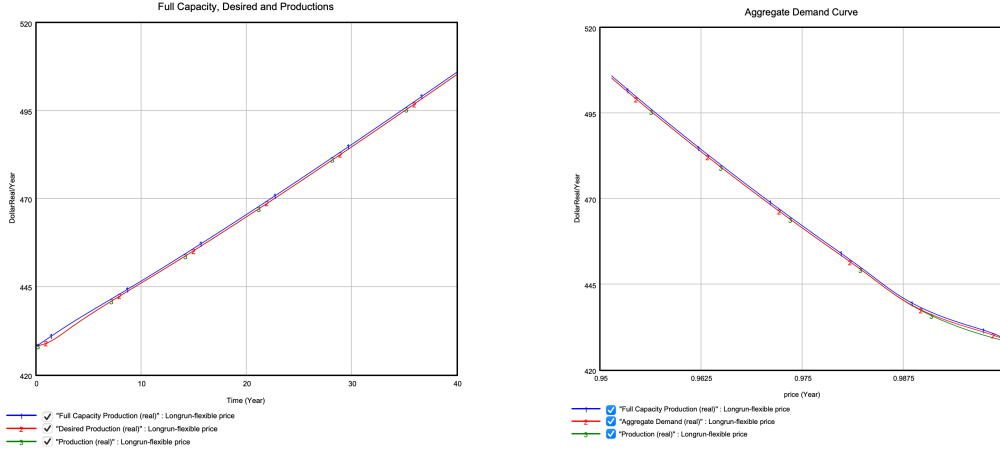 Full Capacity, Desired and Productions
520
495
470
445
420
DollarReal/Year
0
10
20
30
40
Time (Year)
"Full Capacity Production (real)" : Longrun-flexible price
"Desired Production (real)" : Longrun-flexible price
"Production (real)" : Longrun-flexible price
Aggregate Demand Curve
520
495
470
445
420
DollarReal/Year
0.95
0.9625
0.975
0.9875
price (Year)
"Full Capacity Production (real)" : Longrun-flexible price
"Aggregate Demand (real)" : Longrun-flexible price
"Production (real)" : Longrun-flexible price